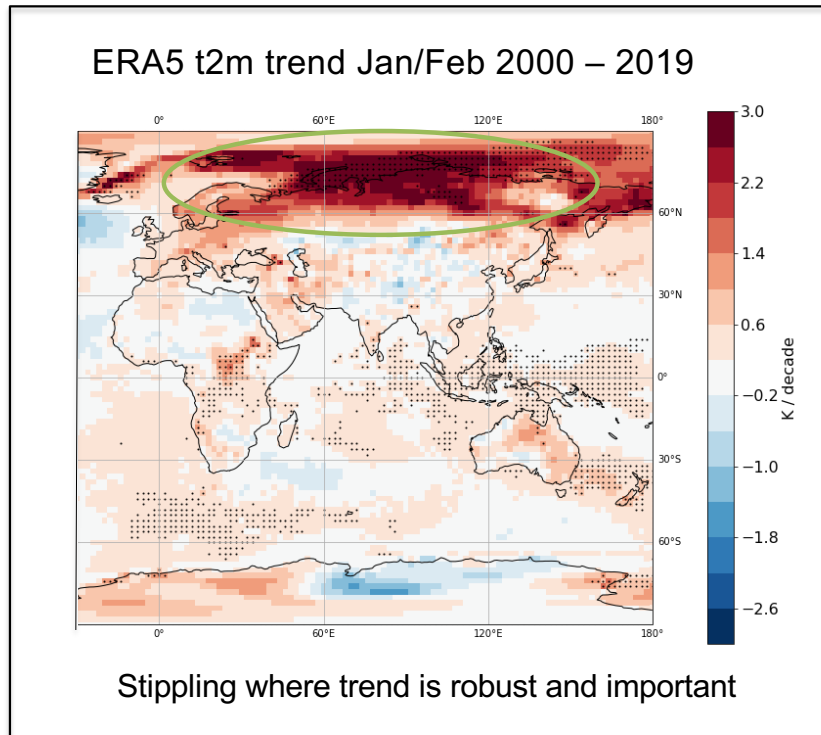 ERA5 t2m trend Jan/Feb 2000 – 2019
0° 60°E 120°E 180°
3.0
2.2
60°N
1.4
30°N
0.6
0°
−0.2
K / decade
30°S
−1.0
60°S
−1.8
−2.6
0° 60°E 120°E 180°
Stippling where trend is robust and important